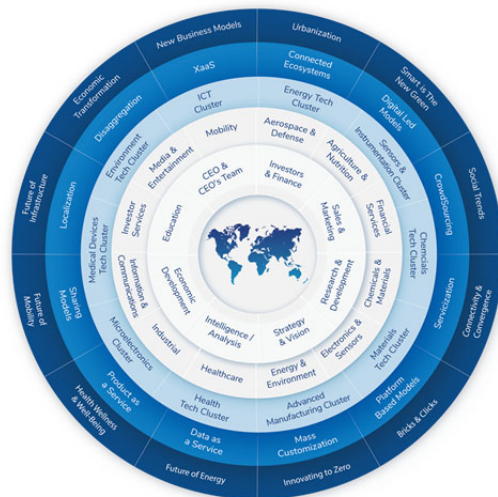 New Business Models
Urbanization
Smart is The
New Green
Social Trends
Connectivity &
Convergence
Bricks & Clicks
Innovating to Zero
Future of Energy
Health Wellness
& Well-Being
Future of
Mobility
Future of
Infrastructure
Economic
Transformation
XaaS
Connected
Ecosystems
Digital Led
Models
CrowdSourcing
Servicization
Platform
Based Models
Mass
Customization
Data as
a Service
Product as
a Service
Sharing
Models
Localization
Disaggregation
ICT
Cluster
Energy Tech
Cluster
Sensors &
Instrumentation Cluster
Chemcials
Tech Cluster
Materials
Tech Cluster
Advanced
Manufacturing Cluster
Health
Tech Cluster
Microelectronics
Cluster
Medical Devices
Tech Cluster
Environment
Tech Cluster
Mobility
Aerospace &
Defense
Agriculture &
Nutrition
Financial
Services
Chemicals &
Materials
Electronics &
Sensors
Energy &
Environment
Healthcare
Industrial
Information &
Communications
Investor
Services
Media &
Entertainment
CEO &
CEO's Team
Investors
& Finance
Sales &
Marketing
Research &
Development
Strategy
& Vision
Intelligence /
Analysis
Economic
Development
Education